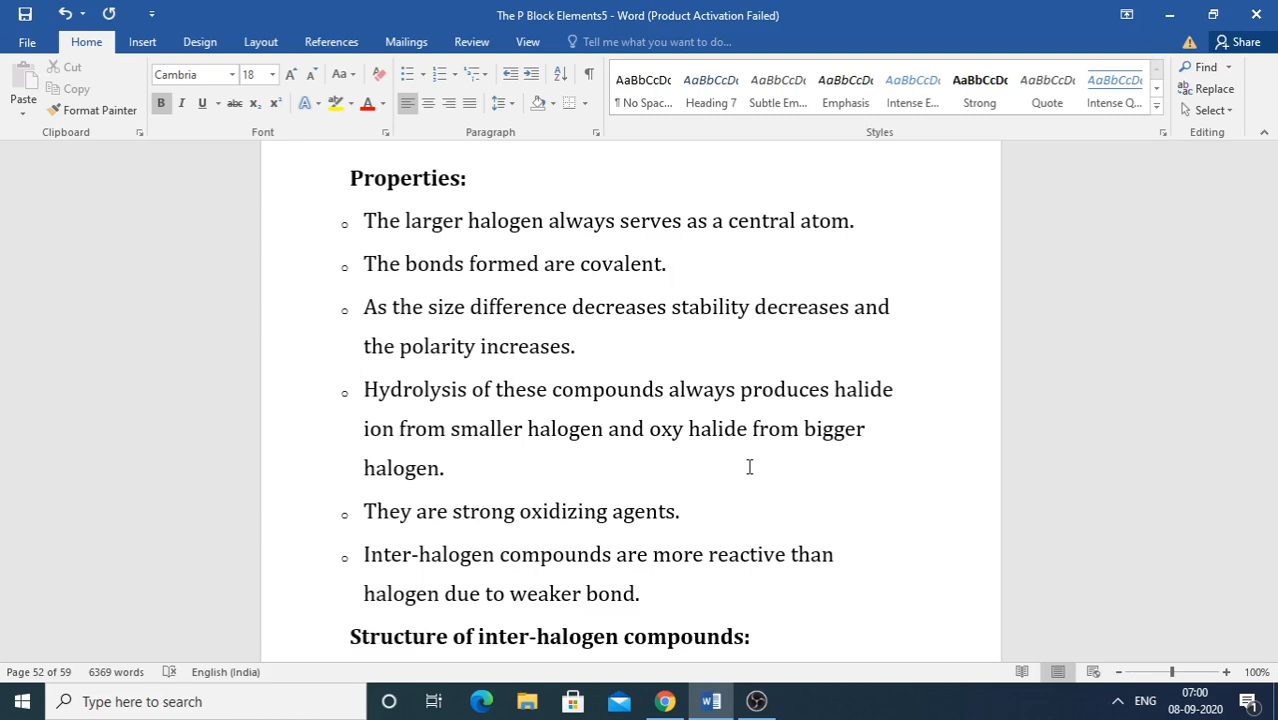 The P Block Elements5 - Word (Product Activation Failed)
File Home Insert Design Layout References Mailings Review View Tell me what you want to do... Share
Cut
Copy
Paste
Format Painter
Clipboard
Cambria 18
Font
Paragraph
AaBbCcDc AaBbCcDc AaBbCcDc AaBbCcDc AaBbCcDc AaBbCcDc AaBbCcDc AaBbCcDc
¶ No Spac... Heading 7 Subtle Em... Emphasis Intense E... Strong Quote Intense Q...
Styles
Find
Replace
Select
Editing
Properties:
The larger halogen always serves as a central atom.
The bonds formed are covalent.
As the size difference decreases stability decreases and
the polarity increases.
Hydrolysis of these compounds always produces halide
ion from smaller halogen and oxy halide from bigger
halogen.
They are strong oxidizing agents.
Inter-halogen compounds are more reactive than
halogen due to weaker bond.
Structure of inter-halogen compounds:
Page 52 of 59 6369 words English (India) 100%
Type here to search
ENG
07:00
08-09-2020